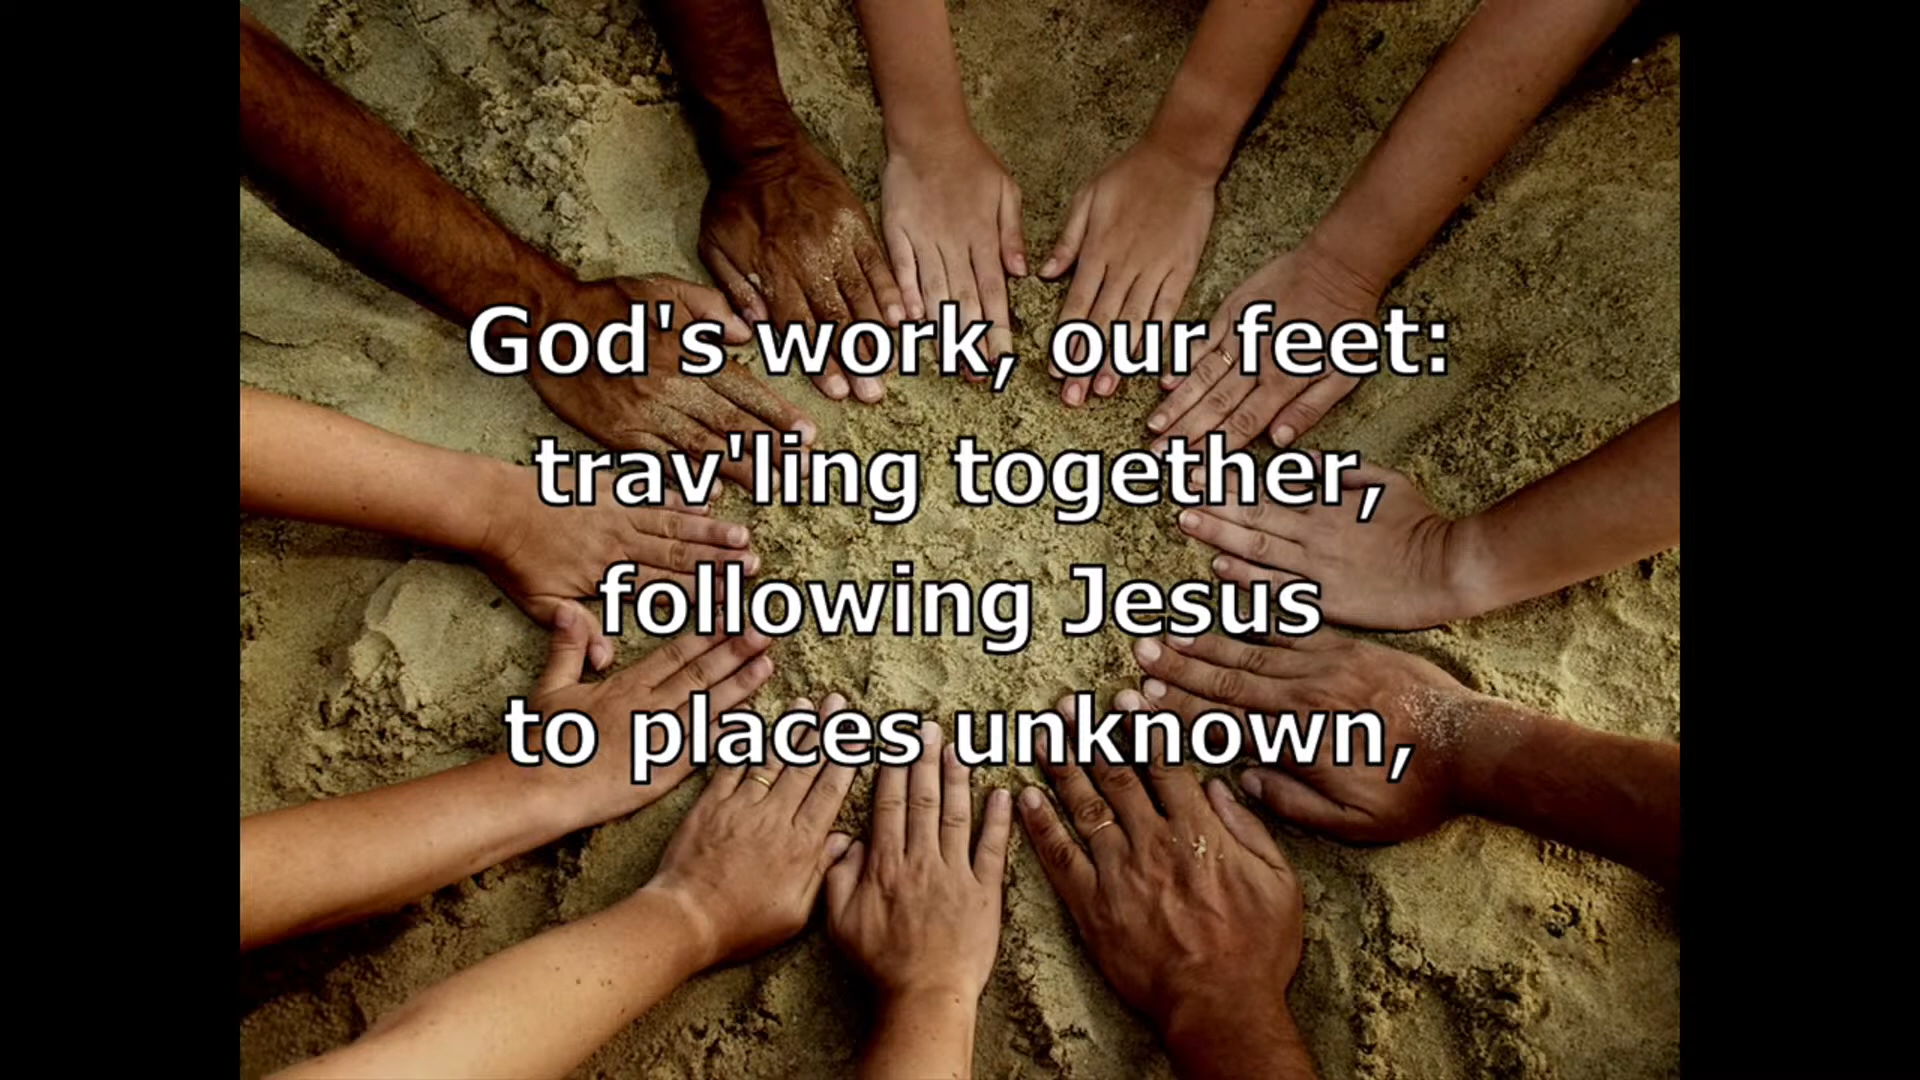 God's work, our feet:
trav'ling together,
following Jesus
to places unknown,